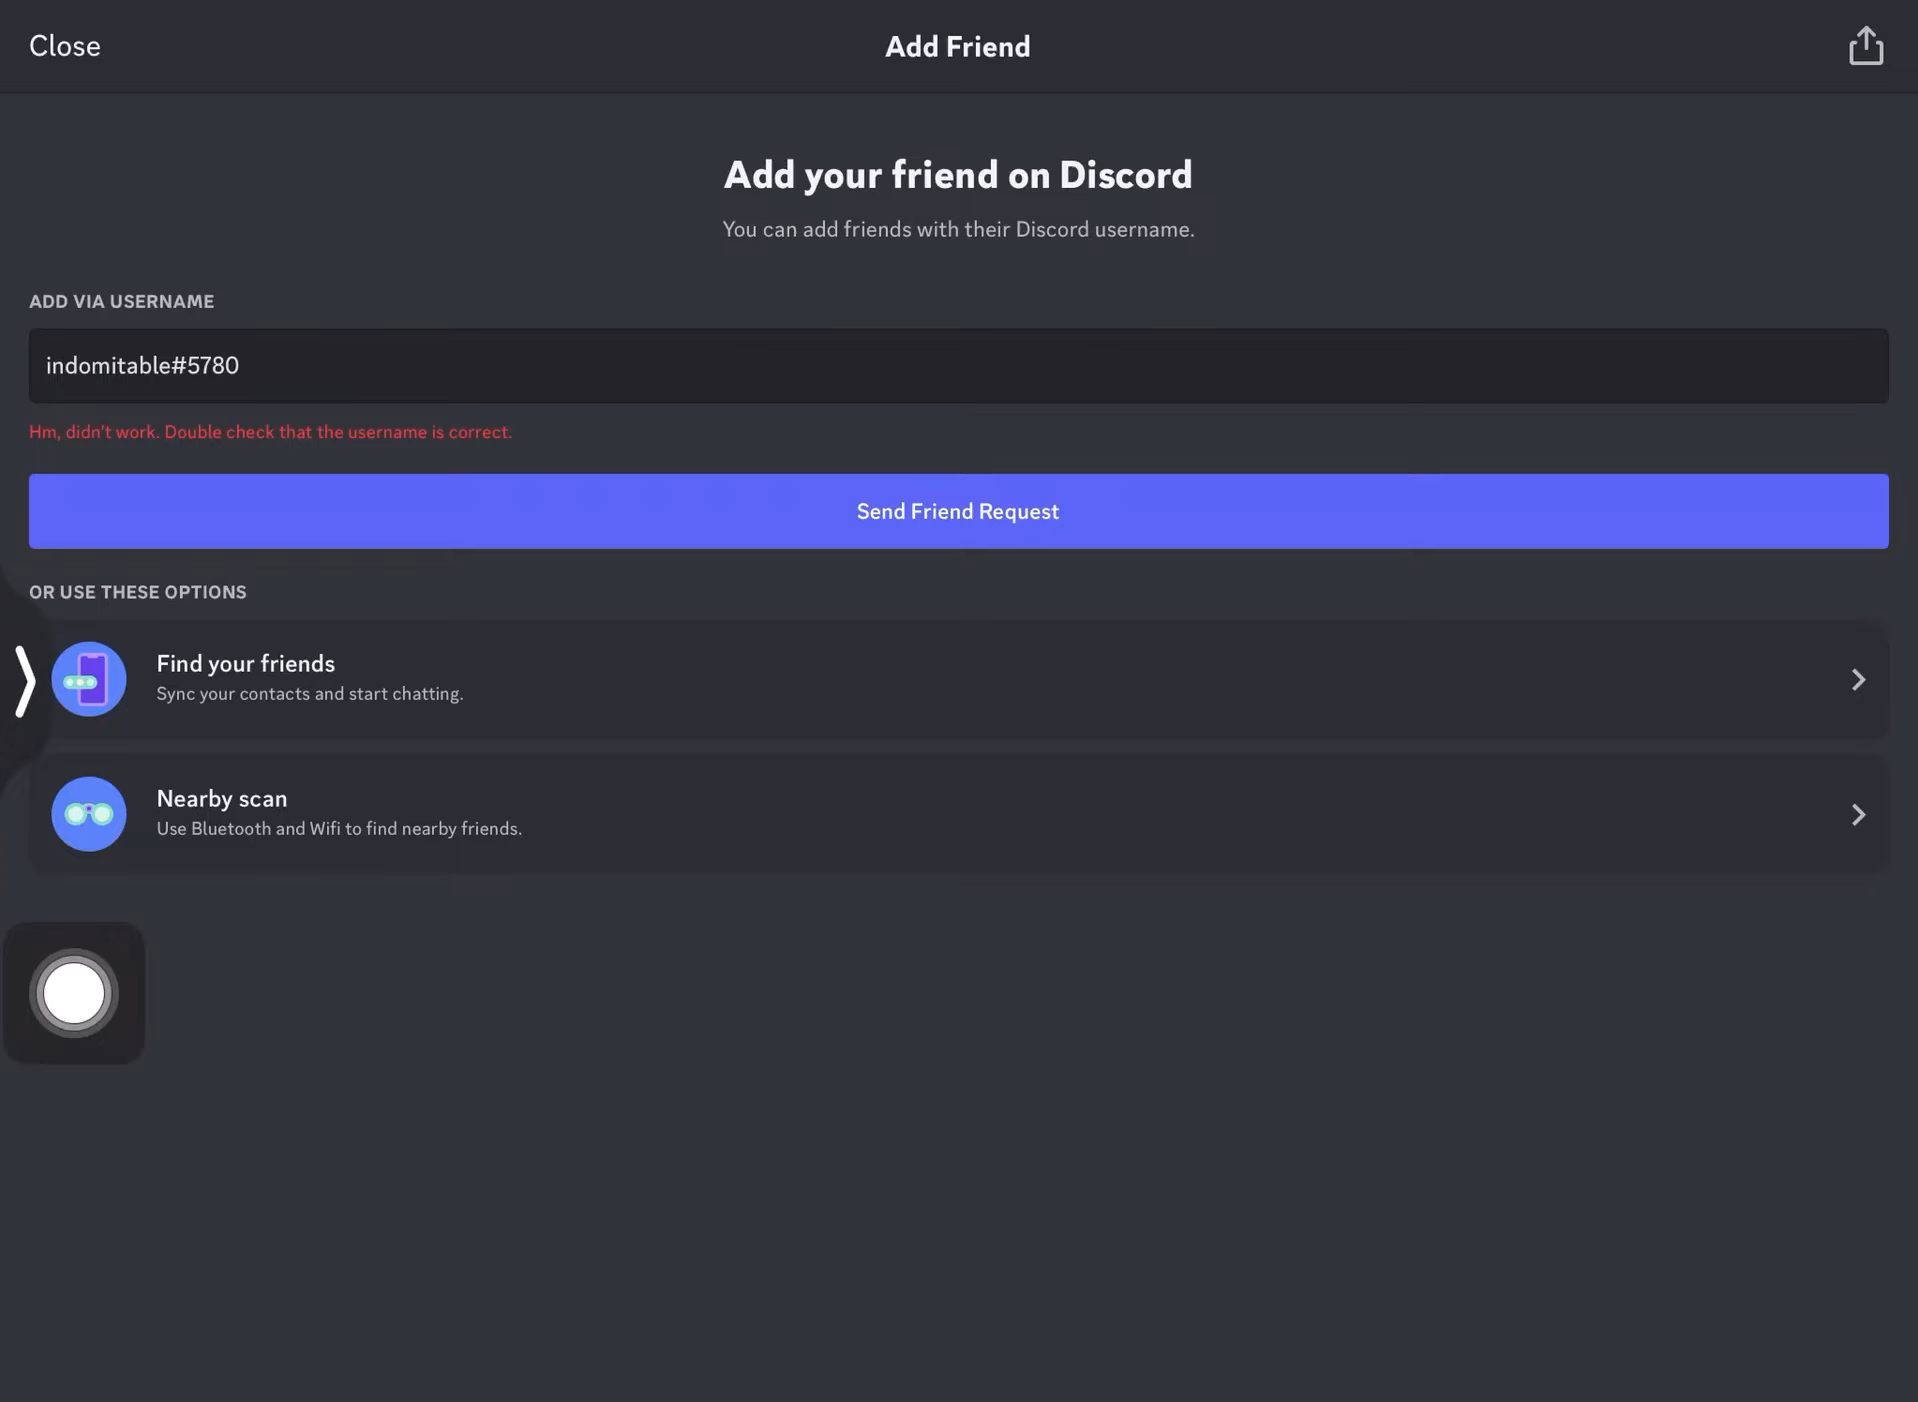 Close
Add Friend
Add your friend on Discord
You can add friends with their Discord username.
ADD VIA USERNAME
indomitable#5780
Hm, didn't work. Double check that the username is correct.
Send Friend Request
OR USE THESE OPTIONS
Find your friends
Sync your contacts and start chatting.
Nearby scan
Use Bluetooth and Wifi to find nearby friends.